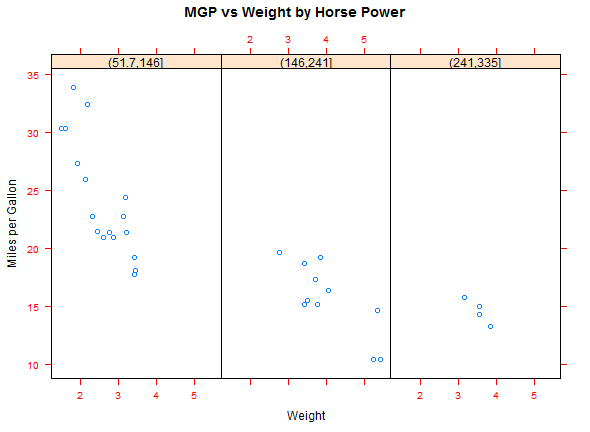 MGP vs Weight by Horse Power
2 3 4 5
(51.7,146] (146,241] (241,335]
35
30
25
20
15
10
Miles per Gallon
2 3 4 5 2 3 4 5
Weight